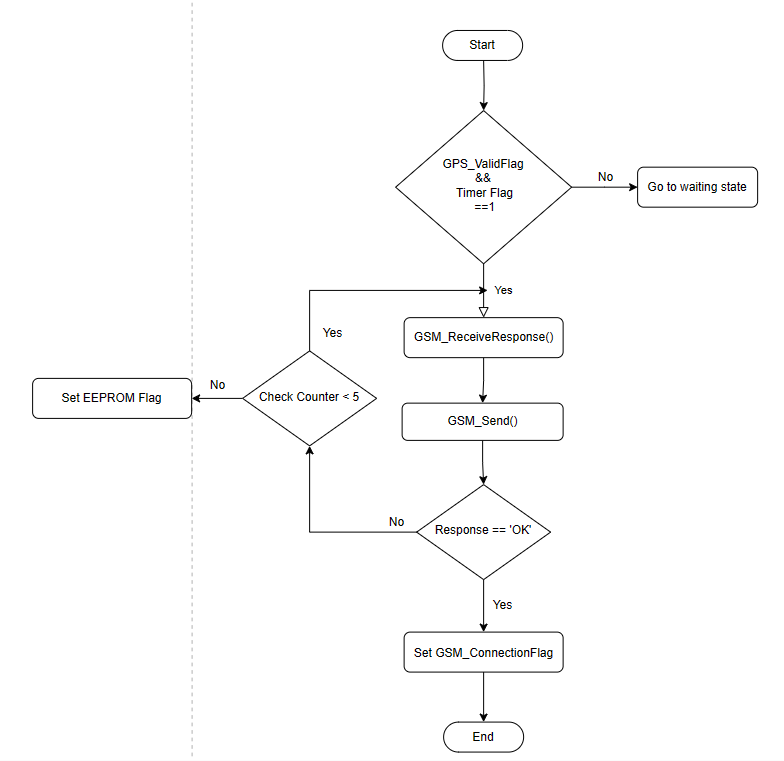 Start
GPS_ValidFlag
&&
Timer Flag
==1
No
Go to waiting state
Yes
Yes
GSM_ReceiveResponse()
No
Set EEPROM Flag
Check Counter < 5
GSM_Send()
No
Response == 'OK'
Yes
Set GSM_ConnectionFlag
End